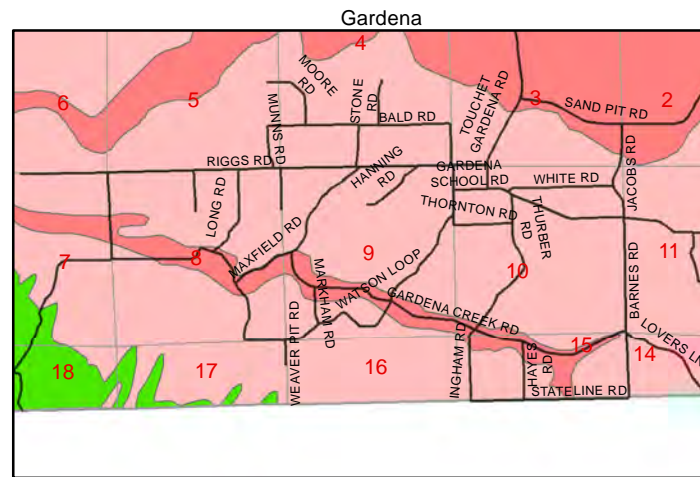 Gardena
4
MOORE RD
6
5
STONE RD
TOUCHET
GARDENA RD
3
SAND PIT RD
2
MUNNS RD
BALD RD
RIGGS RD
HANNING
RD
GARDENA
SCHOOL RD
WHITE RD
JACOBS RD
LONG RD
THORNTON RD
THURBER
RD
MAXFIELD RD
7
8
9
10
11
MARKHAM RD
WATSON LOOP
BARNES RD
GARDENA CREEK RD
WEAVER PIT RD
INGHAM RD
HAYES
RD
15
14
LOVERS L
18
17
16
STATELINE RD